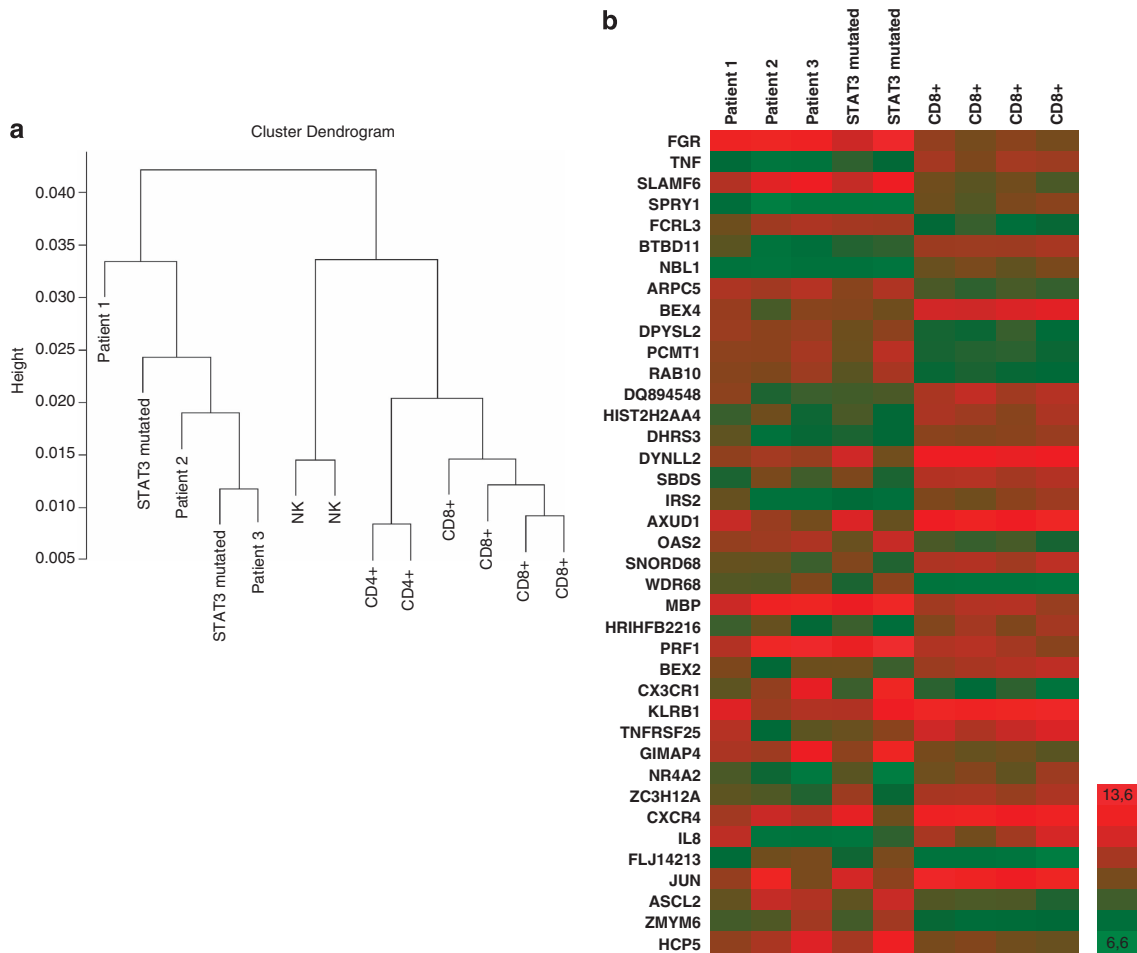 a
Cluster Dendrogram
Height
0.040
0.035
0.030
0.025
0.020
0.015
0.010
0.005
Patient 1
STAT3 mutated
Patient 2
STAT3 mutated
Patient 3
NK
NK
CD4+
CD4+
CD8+
CD8+
CD8+
CD8+
b
Patient 1
Patient 2
Patient 3
STAT3 mutated
STAT3 mutated
CD8+
CD8+
CD8+
CD8+
FGR
TNF
SLAMF6
SPRY1
FCRL3
BTBD11
NBL1
ARPC5
BEX4
DPYSL2
PCMT1
RAB10
DQ894548
HIST2H2AA4
DHRS3
DYNLL2
SBDS
IRS2
AXUD1
OAS2
SNORD68
WDR68
MBP
HRIHFB2216
PRF1
BEX2
CX3CR1
KLRB1
TNFRSF25
GIMAP4
NR4A2
ZC3H12A
CXCR4
IL8
FLJ14213
JUN
ASCL2
ZMYM6
HCP5
13,6
6,6